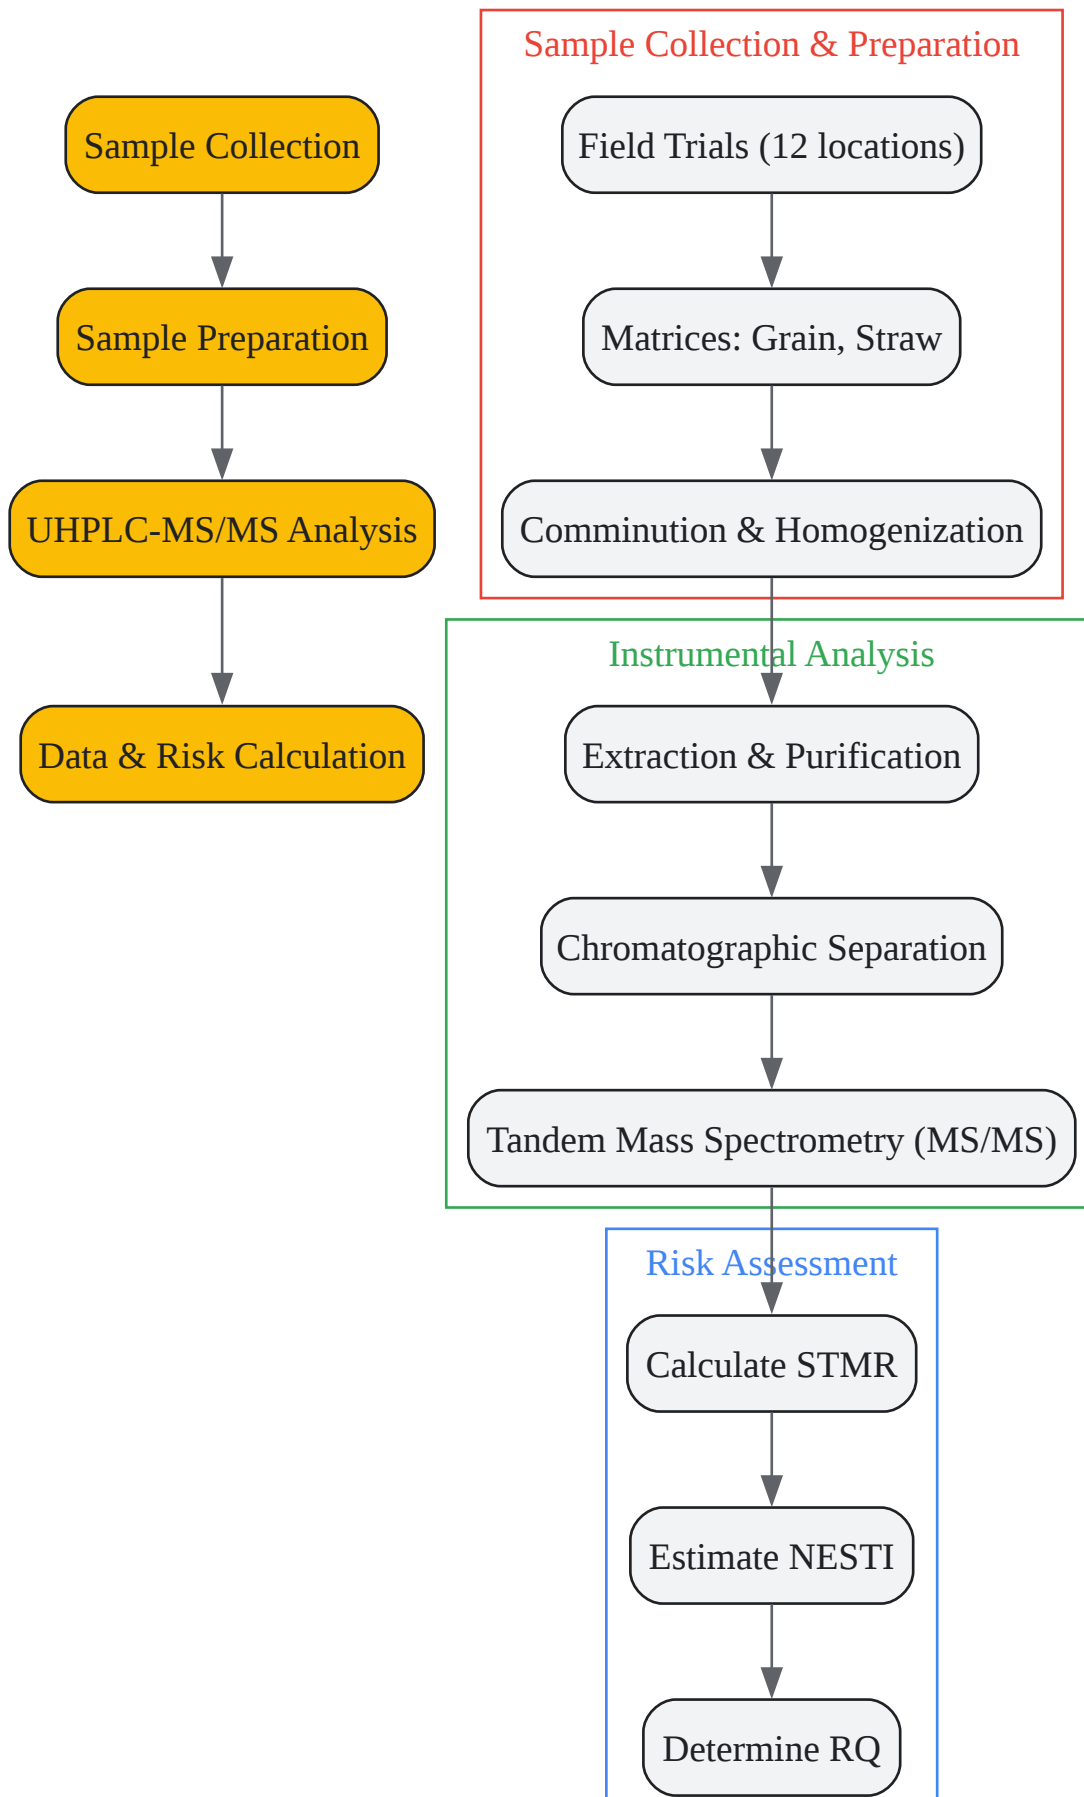 Sample Collection
Sample Preparation
UHPLC-MS/MS Analysis
Data & Risk Calculation
Sample Collection & Preparation
Field Trials (12 locations)
Matrices: Grain, Straw
Comminution & Homogenization
Instrumental Analysis
Extraction & Purification
Chromatographic Separation
Tandem Mass Spectrometry (MS/MS)
Risk Assessment
Calculate STMR
Estimate NESTI
Determine RQ